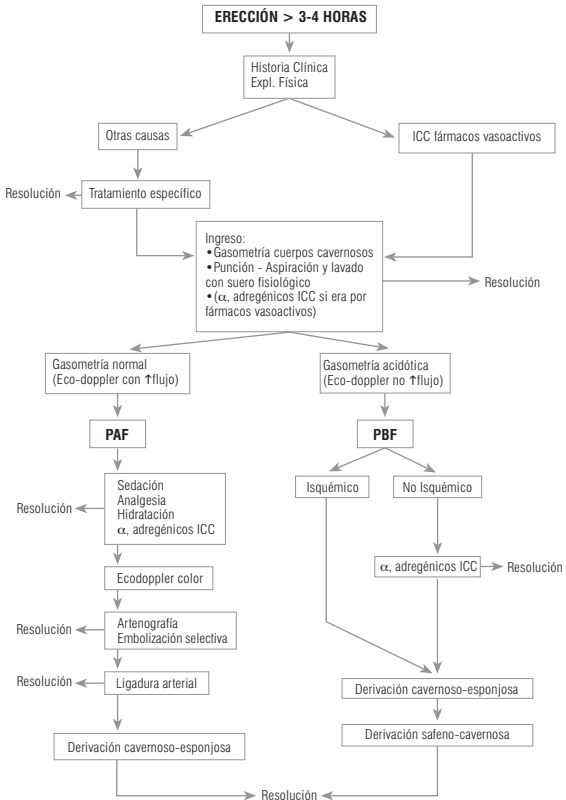 ERECCIÓN > 3-4 HORAS
Historia Clínica
Expl. Física
Otras causas
ICC fármacos vasoactivos
Resolución
Tratamiento específico
Ingreso:
•Gasometría cuerpos cavernosos
•Punción - Aspiración y lavado
con suero fisiológico
•(α, adregénicos ICC si era por
fármacos vasoactivos)
Resolución
Gasometría normal
(Eco-doppler con ↑flujo)
Gasometría acidótica
(Eco-doppler no ↑flujo)
PAF
PBF
Sedación
Analgesia
Hidratación
α, adregénicos ICC
Resolución
Isquémico
No Isquémico
Ecodoppler color
α, adregénicos ICC
Resolución
Artenografía
Embolización selectiva
Resolución
Resolución
Ligadura arterial
Derivación cavernoso-esponjosa
Derivación cavernoso-esponjosa
Derivación safeno-cavernosa
Resolución